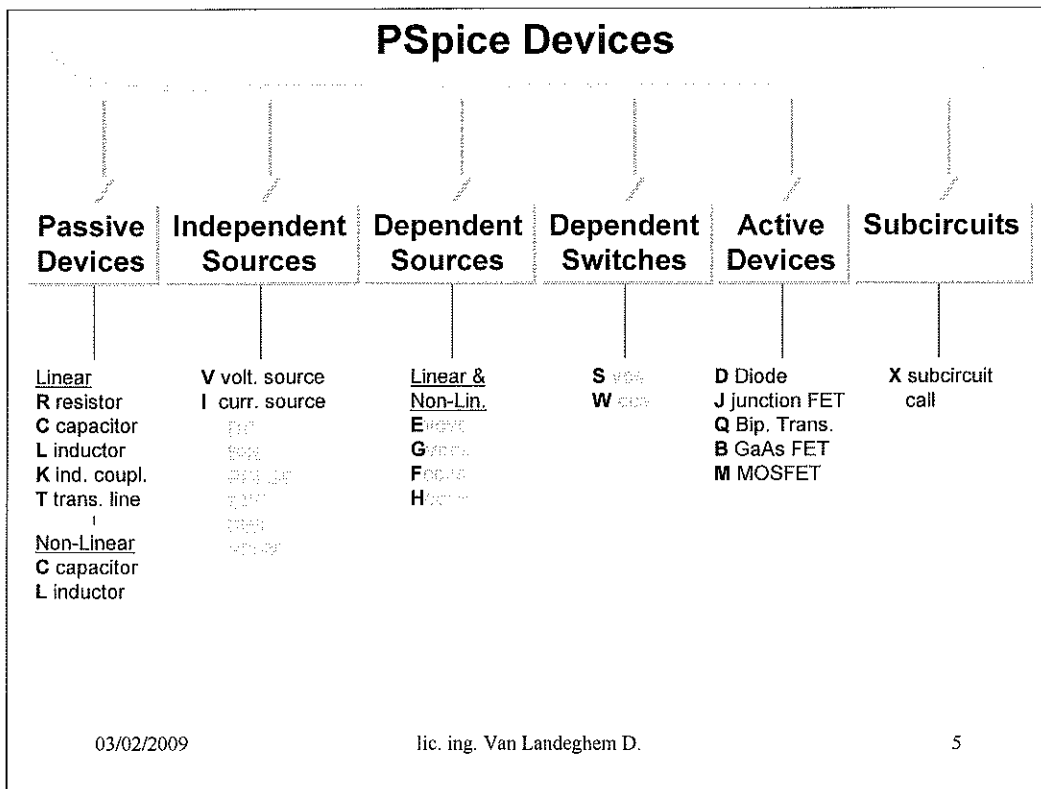 PSpice Devices
Passive Devices
Independent Sources
Dependent Sources
Dependent Switches
Active Devices
Subcircuits
Linear
R resistor
C capacitor
L inductor
K ind. coupl.
T trans. line
Non-Linear
C capacitor
L inductor
V volt. source
I curr. source
Linear &
Non-Lin.
E
G
F
H
S
W
D Diode
J junction FET
Q Bip. Trans.
B GaAs FET
M MOSFET
X subcircuit
call
03/02/2009
lic. ing. Van Landeghem D.
5